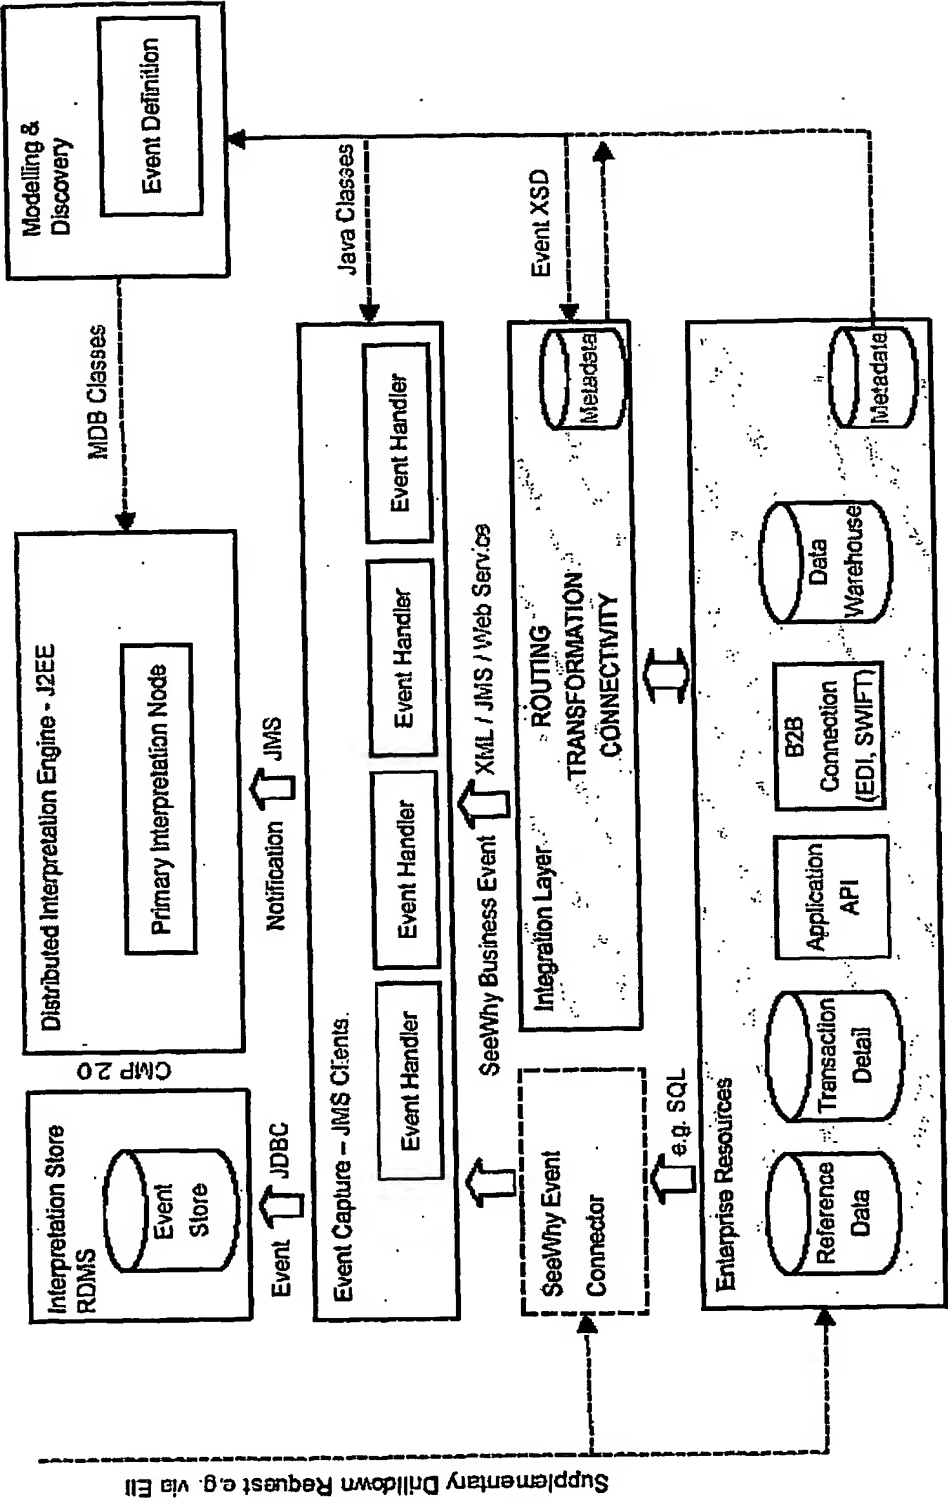 Interpretation Store
RDMS
Event
Store
CMP 2.0
Distributed Interpretation Engine - J2EE
Primary Interpretation Node
MDB Classes
Modelling &
Discovery
Event Definition
Event
JDBC
Notification
JMS
Java Classes
Event Capture – JMS Clients.
Event Handler
Event Handler
Event Handler
Event Handler
SeeWhy Business Event
XML / JMS / Web Service
Event XSD
SeeWhy Event
Connector
Integration Layer
ROUTING
TRANSFORMATION
CONNECTIVITY
Metadata
e.g. SQL
Enterprise Resources
Reference
Data
Transaction
Detail
Application
API
B2B
Connection
(EDI, SWIFT)
Data
Warehouse
Metadate
Supplementary Drilldown Request e.g. via EII